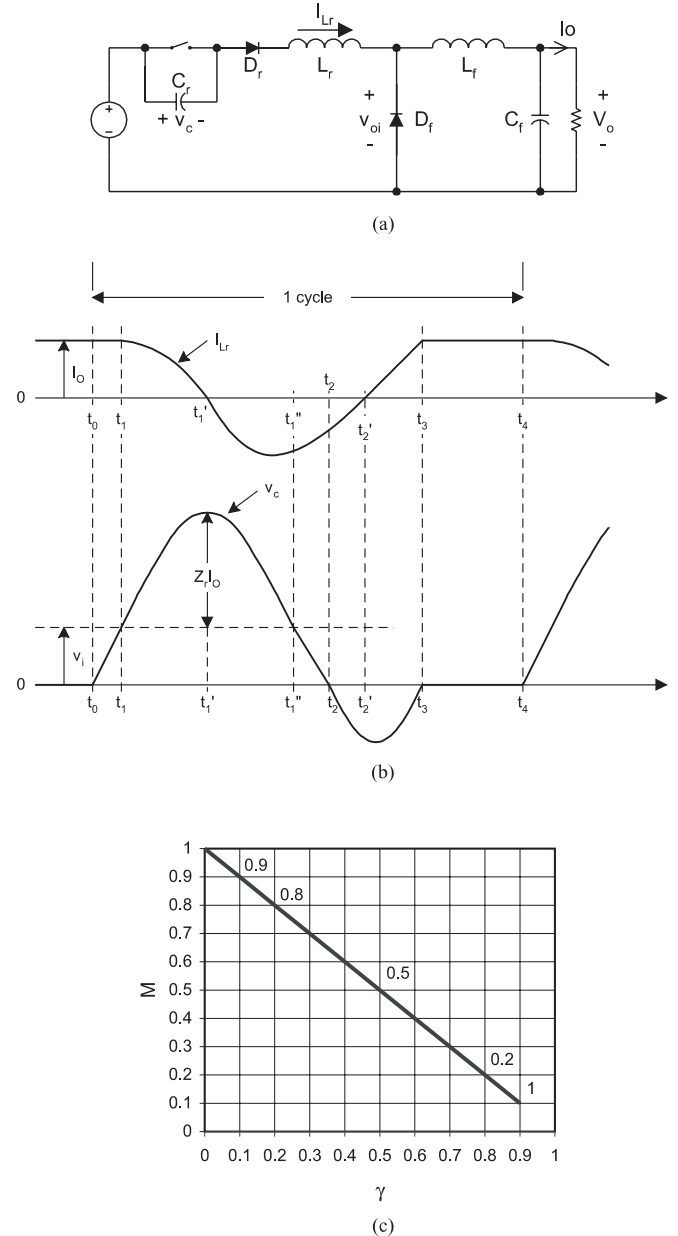 I_Lr
Io
D_r
L_r
L_f
C_r
+ v_c -
+
-
+
v_oi
-
D_f
C_f
+
V_o
-
(a)
1 cycle
I_Lr
I_O
0
t_0 t_1 t_1' t_1" t_2 t_2' t_3 t_4
v_c
Z_rI_O
v_i
0
t_0 t_1 t_1' t_1" t_2 t_2' t_3 t_4
(b)
1
0.9
0.8
0.7
0.6
0.5
0.4
0.3
0.2
0.1
0
M
0.9
0.8
0.5
0.2
1
0 0.1 0.2 0.3 0.4 0.5 0.6 0.7 0.8 0.9 1
γ
(c)